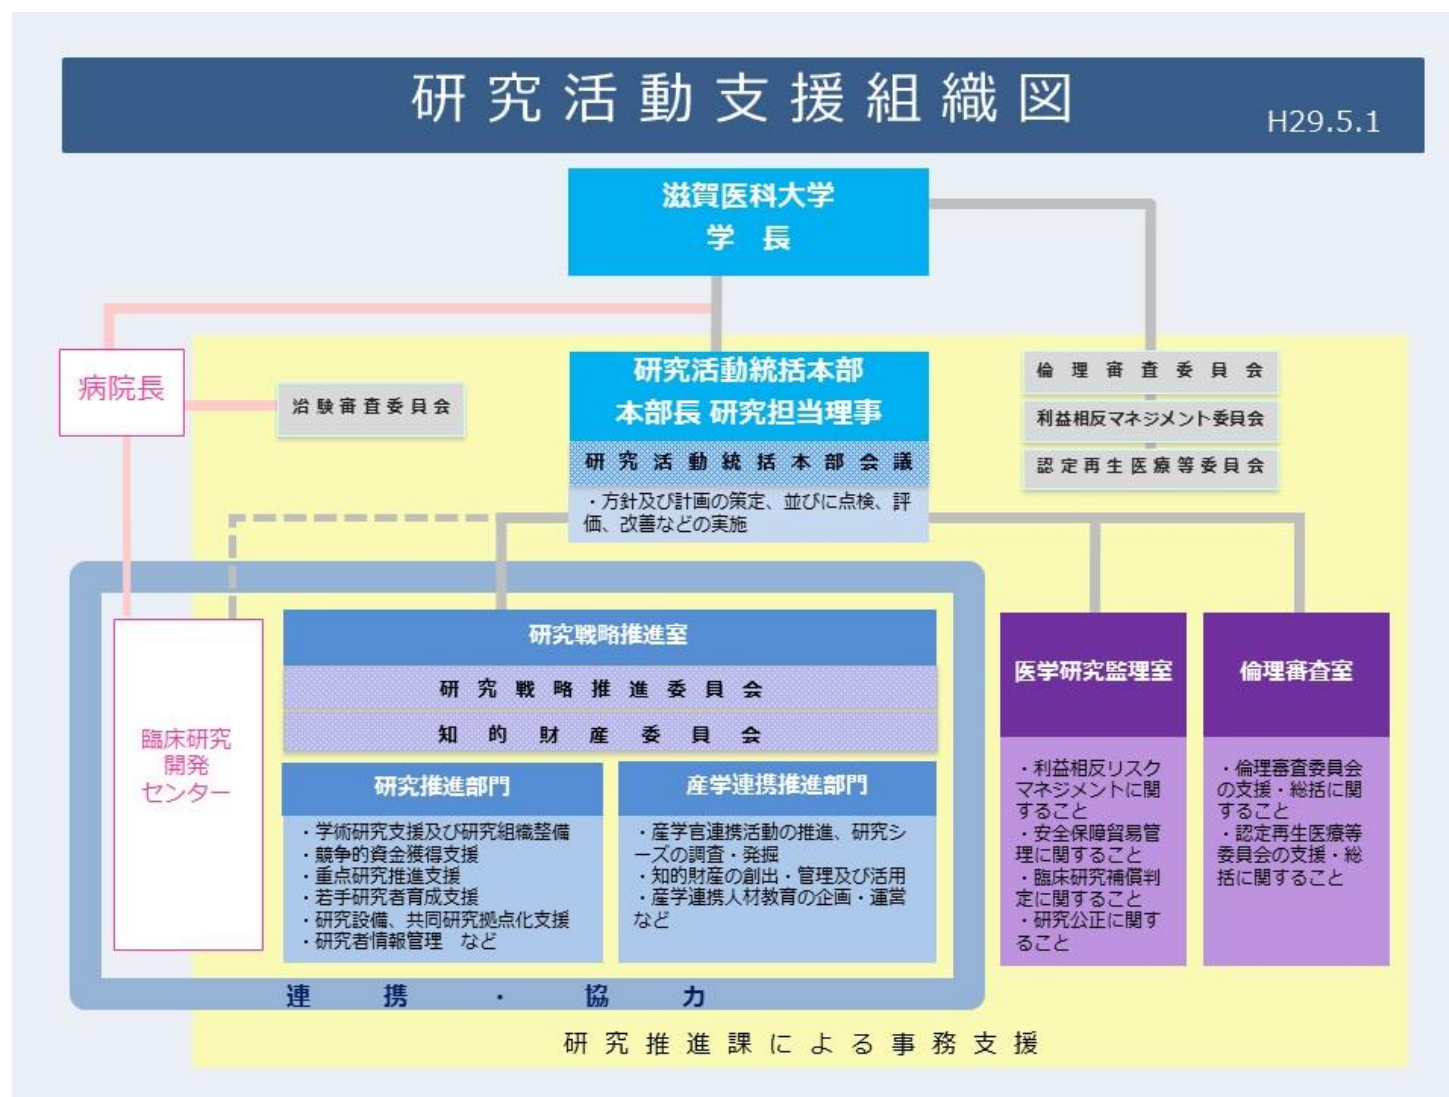 研究活動支援組織図
H29.5.1
滋賀医科大学
学 長
病院長
治験審査委員会
研究活動統括本部
本部長 研究担当理事
研究活動統括本部会議
・方針及び計画の策定、並びに点検、評
価、改善などの実施
倫理審査委員会
利益相反マネジメント委員会
認定再生医療等委員会
臨床研究
開発
センター
研究戦略推進室
研究戦略推進委員会
知的財産委員会
研究推進部門
・学術研究支援及び研究組織整備
・競争的資金獲得支援
・重点研究推進支援
・若手研究者育成支援
・研究設備、共同研究拠点化支援
・研究者情報管理 など
産学連携推進部門
・産学官連携活動の推進、研究シ
ーズの調査・発掘
・知的財産の創出・管理及び活用
・産学連携人材教育の企画・運営
など
医学研究監理室
・利益相反リスク
マネジメントに関
すること
・安全保障貿易管
理に関すること
・臨床研究補償判
定に関すること
・研究公正に関す
ること
倫理審査室
・倫理審査委員会
の支援・総括に関
すること
・認定再生医療等
委員会の支援・総
括に関すること
連携・協力
研究推進課による事務支援